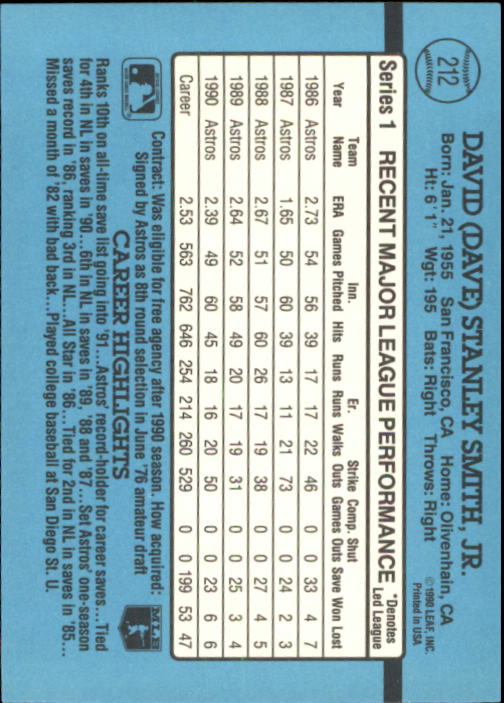 212
DAVID (DAVE) STANLEY SMITH, JR.
Born: Jan. 21, 1955 San Francisco, CA Home: Olivenhain, CA
Ht: 6' 1" Wgt: 195 Bats: Right Throws: Right
© 1990 LEAF, INC.
Printed in USA
Series 1 RECENT MAJOR LEAGUE PERFORMANCE *Denotes Led League
Year Team Name ERA Games Inn. Pitched Hits Runs Er. Runs Walks Strike Outs Comp. Games Shut Outs Save Won Lost
1986 Astros 2.73 54 56 39 17 17 22 46 0 0 33 4 7
1987 Astros 1.65 50 60 39 13 11 21 73 0 0 24 2 3
1988 Astros 2.67 51 57 60 26 17 19 38 0 0 27 4 5
1989 Astros 2.64 52 58 49 20 17 19 31 0 0 25 3 4
1990 Astros 2.39 49 60 45 18 16 20 50 0 0 23 6 6
Career 2.53 563 762 646 254 214 260 529 0 0 199 53 47
Contract: Was eligible for free agency after 1990 season. How acquired:
Signed by Astros as 8th round selection in June '76 amateur draft
MLB
CAREER HIGHLIGHTS
Ranks 10th on all-time save list going into '91...Astros' record-holder for career saves...Tied
for 4th in NL in saves in '90...6th in NL in saves in '89, '88 and '87...Set Astros' one-season
saves record in '86, ranking 3rd in NL...All Star in '86...Tied for 2nd in NL in saves in '85....
Missed a month of '82 with bad back...Played college baseball at San Diego St. U.